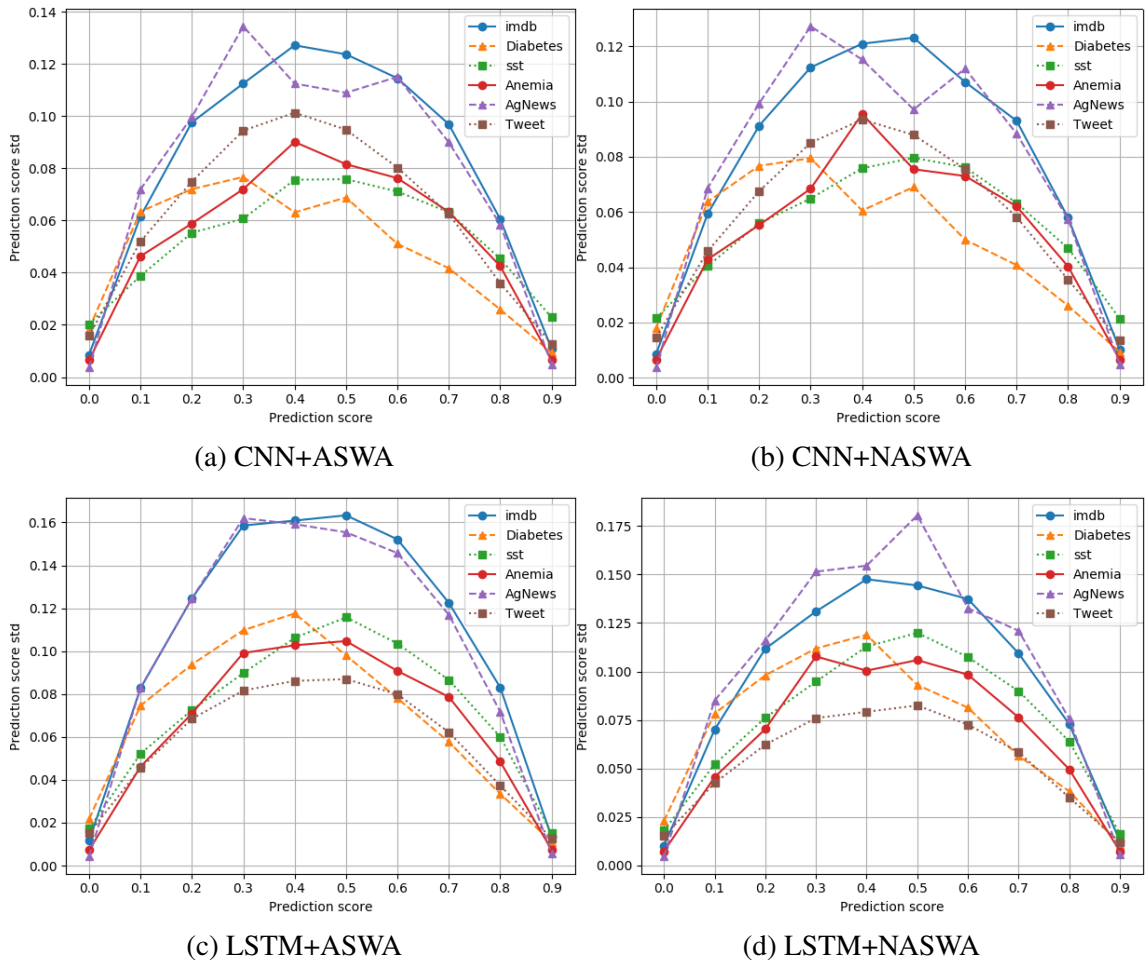 0.14
0.12
0.10
0.08
0.06
0.04
0.02
0.00
Prediction score std
0.0 0.1 0.2 0.3 0.4 0.5 0.6 0.7 0.8 0.9
Prediction score
imdb
Diabetes
sst
Anemia
AgNews
Tweet
(a) CNN+ASWA
0.12
0.10
0.08
0.06
0.04
0.02
0.00
Prediction score std
0.0 0.1 0.2 0.3 0.4 0.5 0.6 0.7 0.8 0.9
Prediction score
imdb
Diabetes
sst
Anemia
AgNews
Tweet
(b) CNN+NASWA
0.16
0.14
0.12
0.10
0.08
0.06
0.04
0.02
0.00
Prediction score std
0.0 0.1 0.2 0.3 0.4 0.5 0.6 0.7 0.8 0.9
Prediction score
imdb
Diabetes
sst
Anemia
AgNews
Tweet
(c) LSTM+ASWA
0.175
0.150
0.125
0.100
0.075
0.050
0.025
0.000
Prediction score std
0.0 0.1 0.2 0.3 0.4 0.5 0.6 0.7 0.8 0.9
Prediction score
imdb
Diabetes
sst
Anemia
AgNews
Tweet
(d) LSTM+NASWA